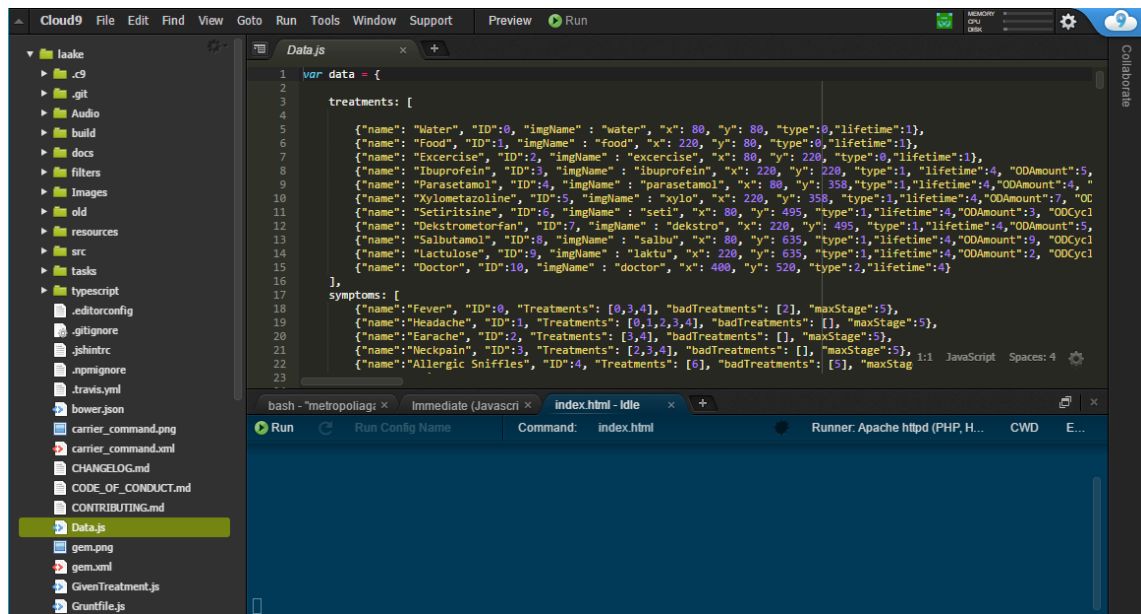 Cloud9 File Edit Find View Goto Run Tools Window Support Preview Run MEMORY CPU DISK 9
laake
.c9
.git
Audio
build
docs
filters
Images
old
resources
src
tasks
typescript
.editorconfig
.gitignore
.jshintrc
.npmignore
.travis.yml
bower.json
carrier_command.png
carrier_command.xml
CHANGELOG.md
CODE_OF_CONDUCT.md
CONTRIBUTING.md
Data.js
gem.png
gem.xml
GivenTreatment.js
Gruntfile.js
Data.js × +
1 var data = {
2
3 treatments: [
4
5 {"name": "Water", "ID":0, "imgName" : "water", "x": 80, "y": 80, "type":0,"lifetime":1},
6 {"name": "Food", "ID":1, "imgName" : "food", "x": 220, "y": 80, "type":0,"lifetime":1},
7 {"name": "Excercise", "ID":2, "imgName" : "excercise", "x": 80, "y": 220, "type":0,"lifetime":1},
8 {"name": "Ibuprofein", "ID":3, "imgName" : "ibuprofein", "x": 220, "y": 220, "type":1, "lifetime":4, "ODAmount":5,
9 {"name": "Parasetamol", "ID":4, "imgName" : "parasetamol", "x": 80, "y": 358,"type":1,"lifetime":4,"ODAmount":4, "
10 {"name": "Xylometazoline", "ID":5, "imgName" : "xylo", "x": 220, "y": 358, "type":1,"lifetime":4,"ODAmount":7, "OD
11 {"name": "Setiritsine", "ID":6, "imgName" : "seti", "x": 80, "y": 495, "type":1,"lifetime":4,"ODAmount":3, "ODCycl
12 {"name": "Dekstrometorfan", "ID":7, "imgName" : "dekstro", "x": 220, "y": 495, "type":1,"lifetime":4,"ODAmount":5,
13 {"name": "Salbutamol", "ID":8, "imgName" : "salbu", "x": 80, "y": 635, "type":1,"lifetime":4,"ODAmount":9, "ODCycl
14 {"name": "Lactulose", "ID":9, "imgName" : "laktu", "x": 220, "y": 635, "type":1,"lifetime":4,"ODAmount":2, "ODCycl
15 {"name": "Doctor", "ID":10, "imgName" : "doctor", "x": 400, "y": 520, "type":2,"lifetime":4}
16 ],
17 symptoms: [
18 {"name":"Fever", "ID":0, "Treatments": [0,3,4], "badTreatments": [2], "maxStage":5},
19 {"name":"Headache", "ID":1, "Treatments": [0,1,2,3,4], "badTreatments": [], "maxStage":5},
20 {"name":"Earache", "ID":2, "Treatments": [3,4], "badTreatments": [], "maxStage":5},
21 {"name":"Neckpain", "ID":3, "Treatments": [2,3,4], "badTreatments": [], "maxStage":5},
22 {"name":"Allergic Sniffles", "ID":4, "Treatments": [6], "badTreatments": [5], "maxStag
23
1:1 JavaScript Spaces: 4
Collaborate
bash - "metropoliaga × Immediate (Javascri × index.html - Idle × +
Run Run Config Name Command: index.html Runner: Apache httpd (PHP, H... CWD E...